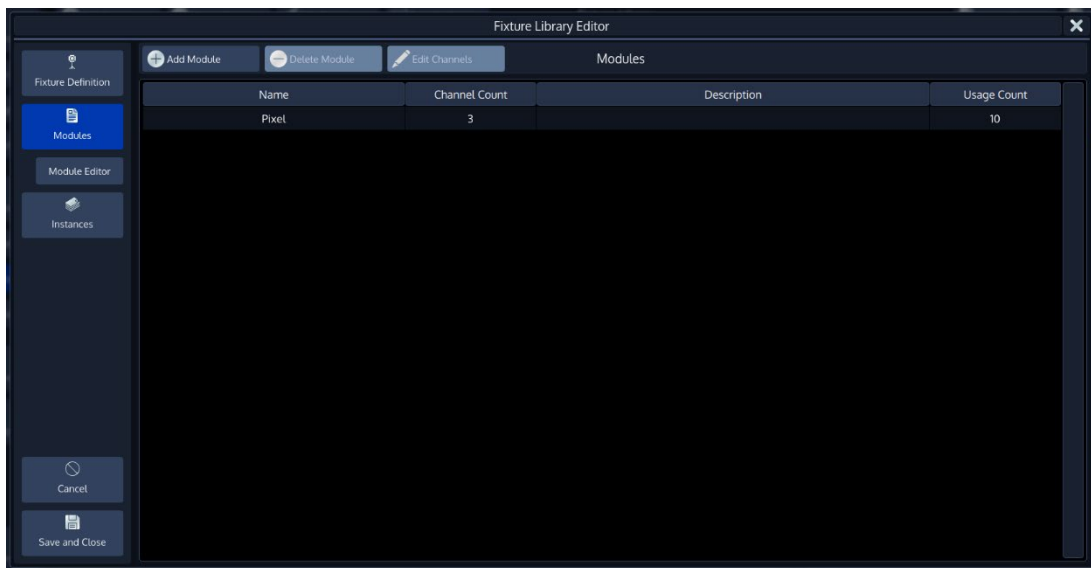 Fixture Library Editor
Fixture Definition
Modules
Module Editor
Instances
Cancel
Save and Close
Add Module Delete Module Edit Channels Modules
Name Channel Count Description Usage Count
Pixel 3 10